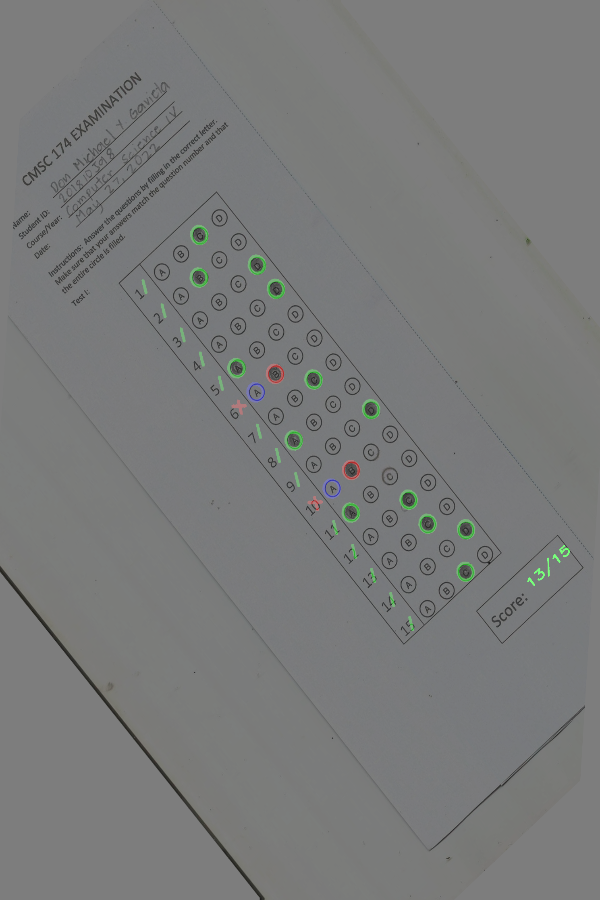 CMSC 174 EXAMINATION
Name: Don Michael Y Gaviola
Student ID: 201810398
Course/Year: Computer Science IV
Date: May 27, 2022
Instructions: Answer the questions by filling in the correct letter.
Make sure that your answers match the question number and that
the entire circle is filled.
Test I:
1 A B C D
2 A B C D
3 A B C D
4 A B C D
5 A B C D
6 A B C D
7 A B C D
8 A B C D
9 A B C D
10 A B C D
11 A B C D
12 A B C D
13 A B C D
14 A B C D
15 A B C D
Score: 13/15